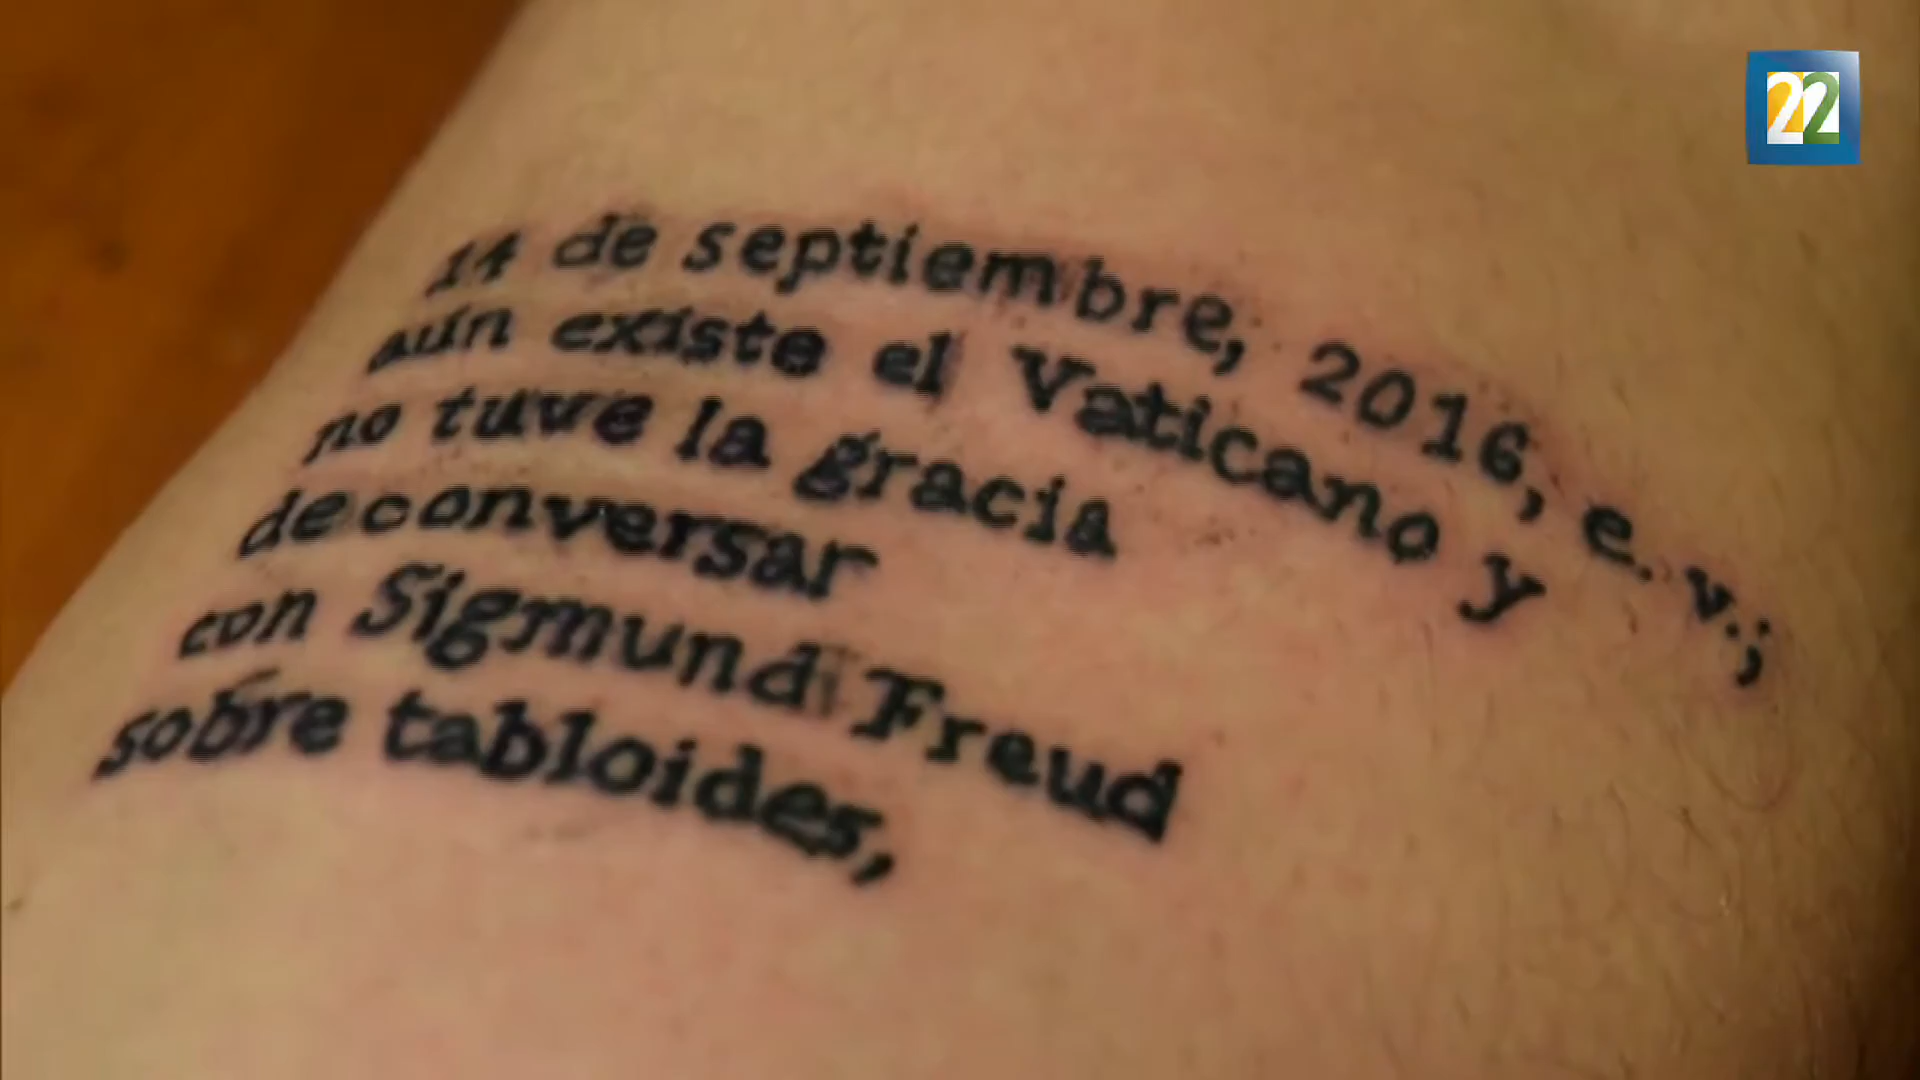 22
14 de septiembre, 2016, e. v.;
aún existe el Vaticano y
no tuve la gracia
de conversar
con Sigmund Freud
sobre tabloides,